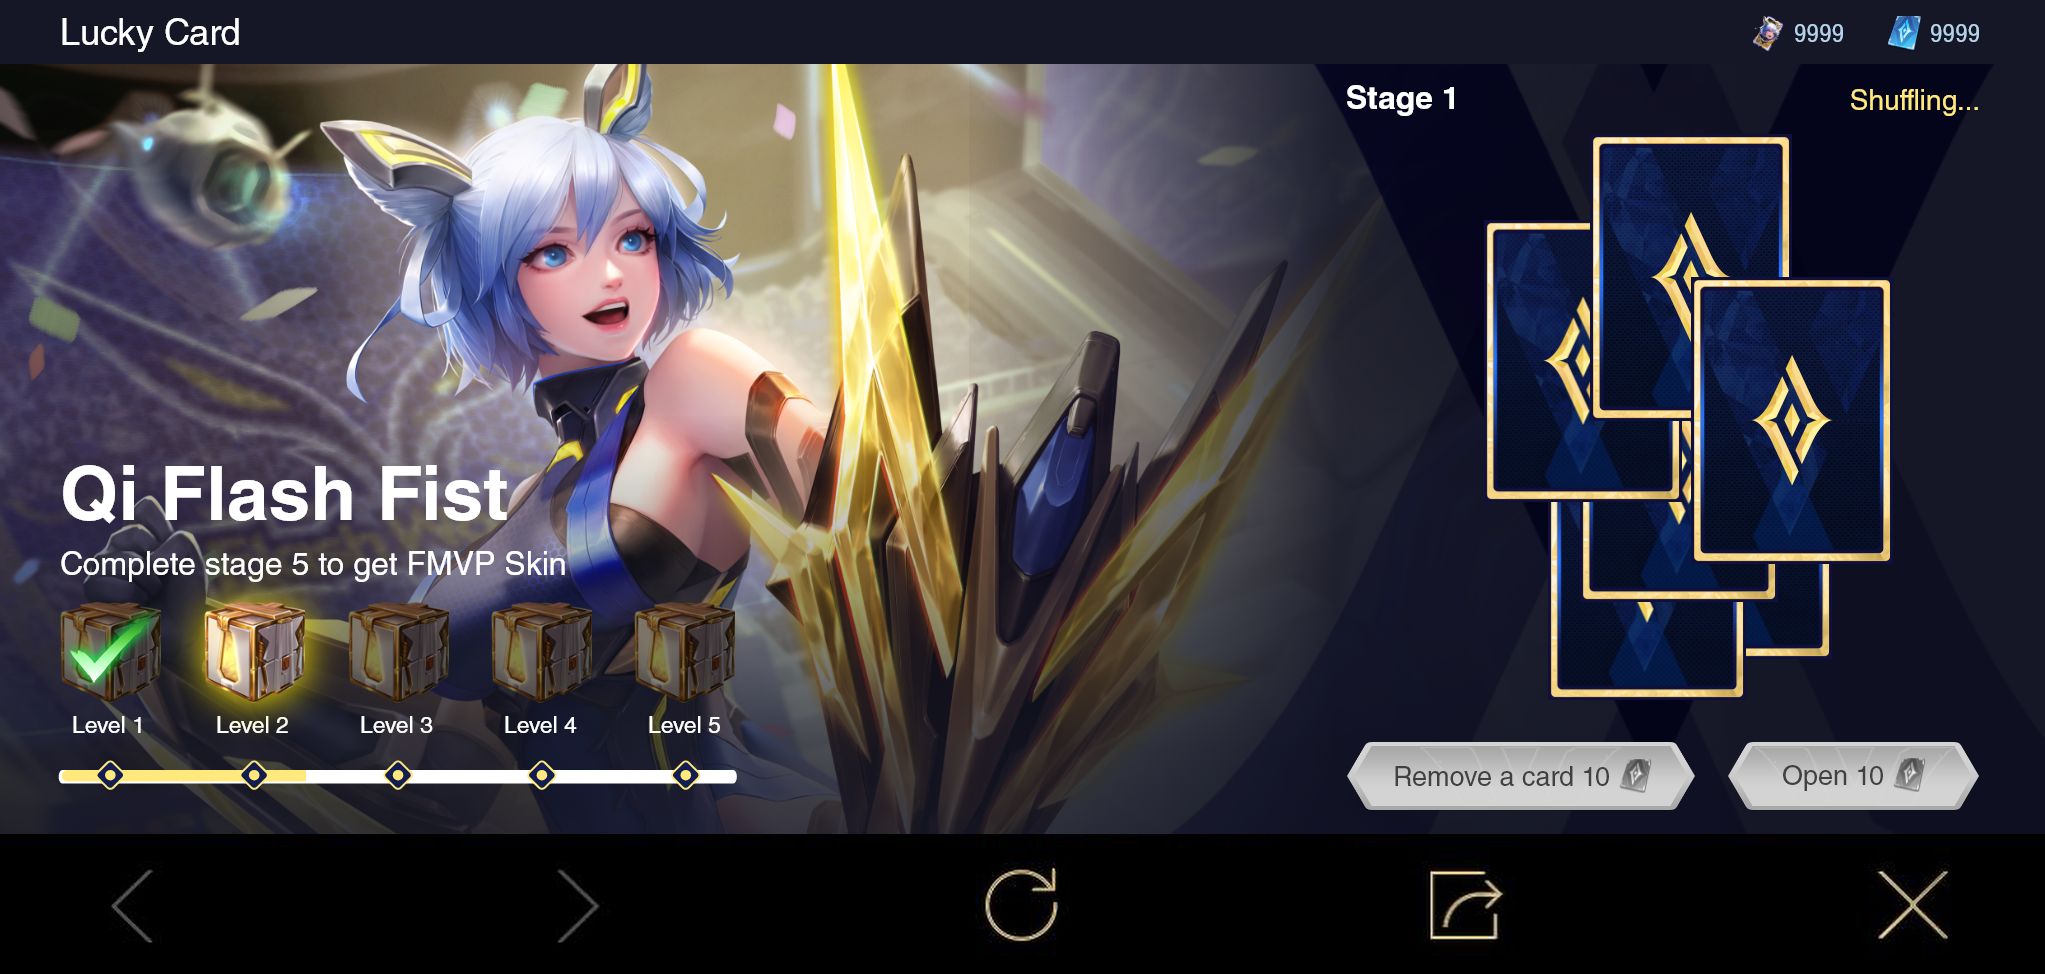 Lucky Card
9999
9999
Stage 1
Shuffling...
Qi Flash Fist
Complete stage 5 to get FMVP Skin
Level 1
Level 2
Level 3
Level 4
Level 5
Remove a card 10
Open 10